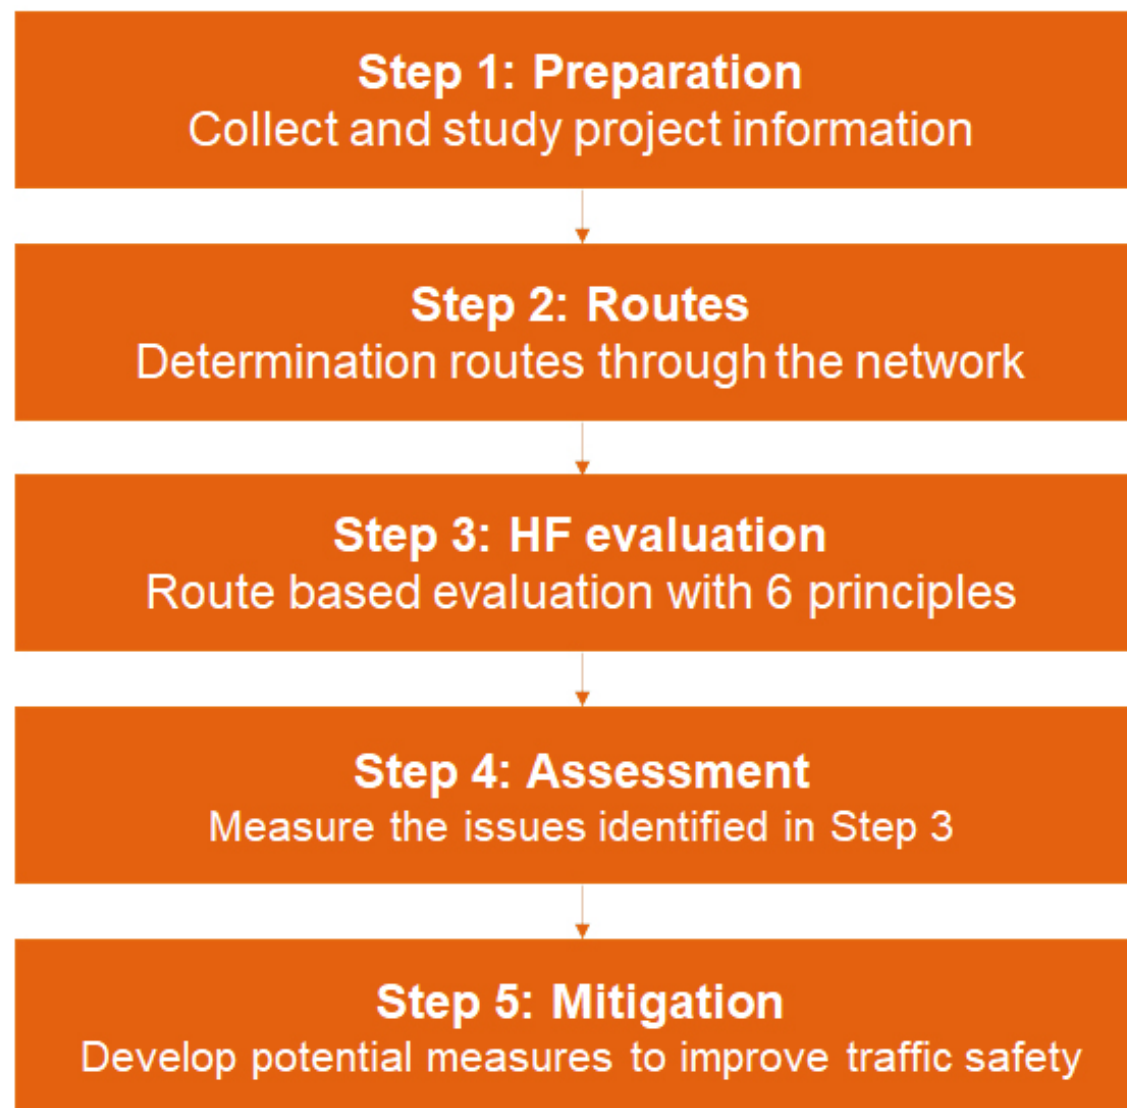 Step 1: Preparation
Collect and study project information
Step 2: Routes
Determination routes through the network
Step 3: HF evaluation
Route based evaluation with 6 principles
Step 4: Assessment
Measure the issues identified in Step 3
Step 5: Mitigation
Develop potential measures to improve traffic safety